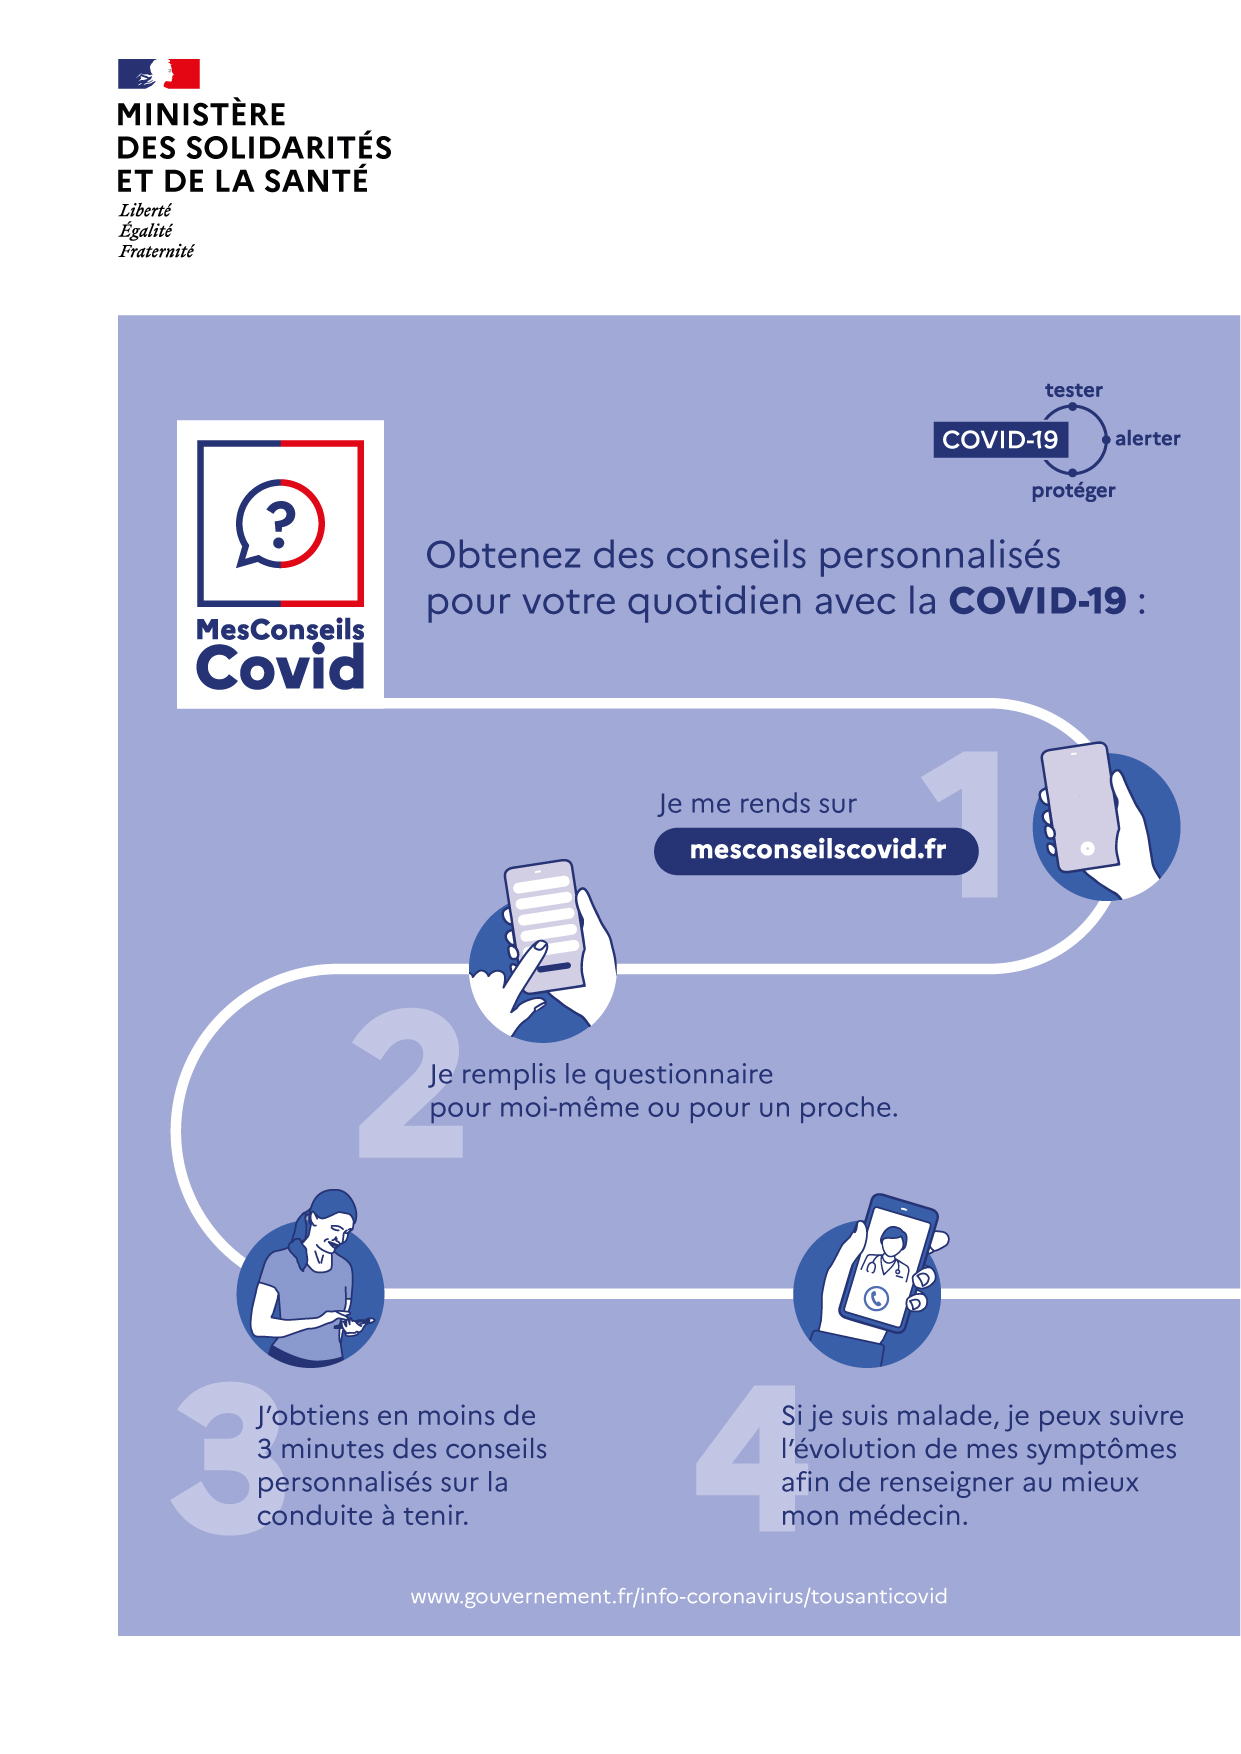 MINISTÈRE
DES SOLIDARITÉS
ET DE LA SANTÉ
Liberté
Égalité
Fraternité
tester
COVID-19
alerter
protéger
?
MesConseils
Covid
Obtenez des conseils personnalisés
pour votre quotidien avec la COVID-19 :
1
Je me rends sur
mesconseilscovid.fr
2
Je remplis le questionnaire
pour moi-même ou pour un proche.
3
J’obtiens en moins de
3 minutes des conseils
personnalisés sur la
conduite à tenir.
4
Si je suis malade, je peux suivre
l’évolution de mes symptômes
afin de renseigner au mieux
mon médecin.
www.gouvernement.fr/info-coronavirus/tousanticovid